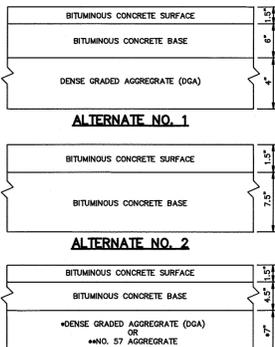 BITUMINOUS CONCRETE SURFACE
1.5"
BITUMINOUS CONCRETE BASE
6"
DENSE GRADED AGGREGRATE (DGA)
4"
ALTERNATE NO. 1
BITUMINOUS CONCRETE SURFACE
1.5"
BITUMINOUS CONCRETE BASE
7.5"
ALTERNATE NO. 2
BITUMINOUS CONCRETE SURFACE
1.5"
BITUMINOUS CONCRETE BASE
4.5"
*DENSE GRADED AGGREGRATE (DGA)
OR
**NO. 57 AGGREGRATE
*7"